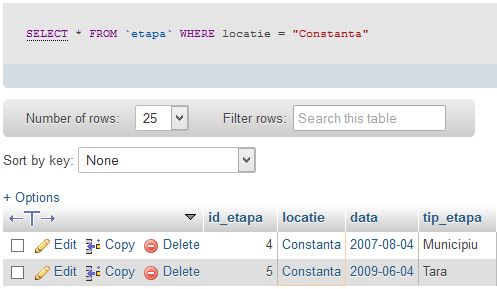 SELECT * FROM `etapa` WHERE locatie = "Constanta"
Number of rows: 25 Filter rows: Search this table
Sort by key: None
+ Options
←T→ id_etapa locatie data tip_etapa
Edit Copy Delete 4 Constanta 2007-08-04 Municipiu
Edit Copy Delete 5 Constanta 2009-06-04 Tara